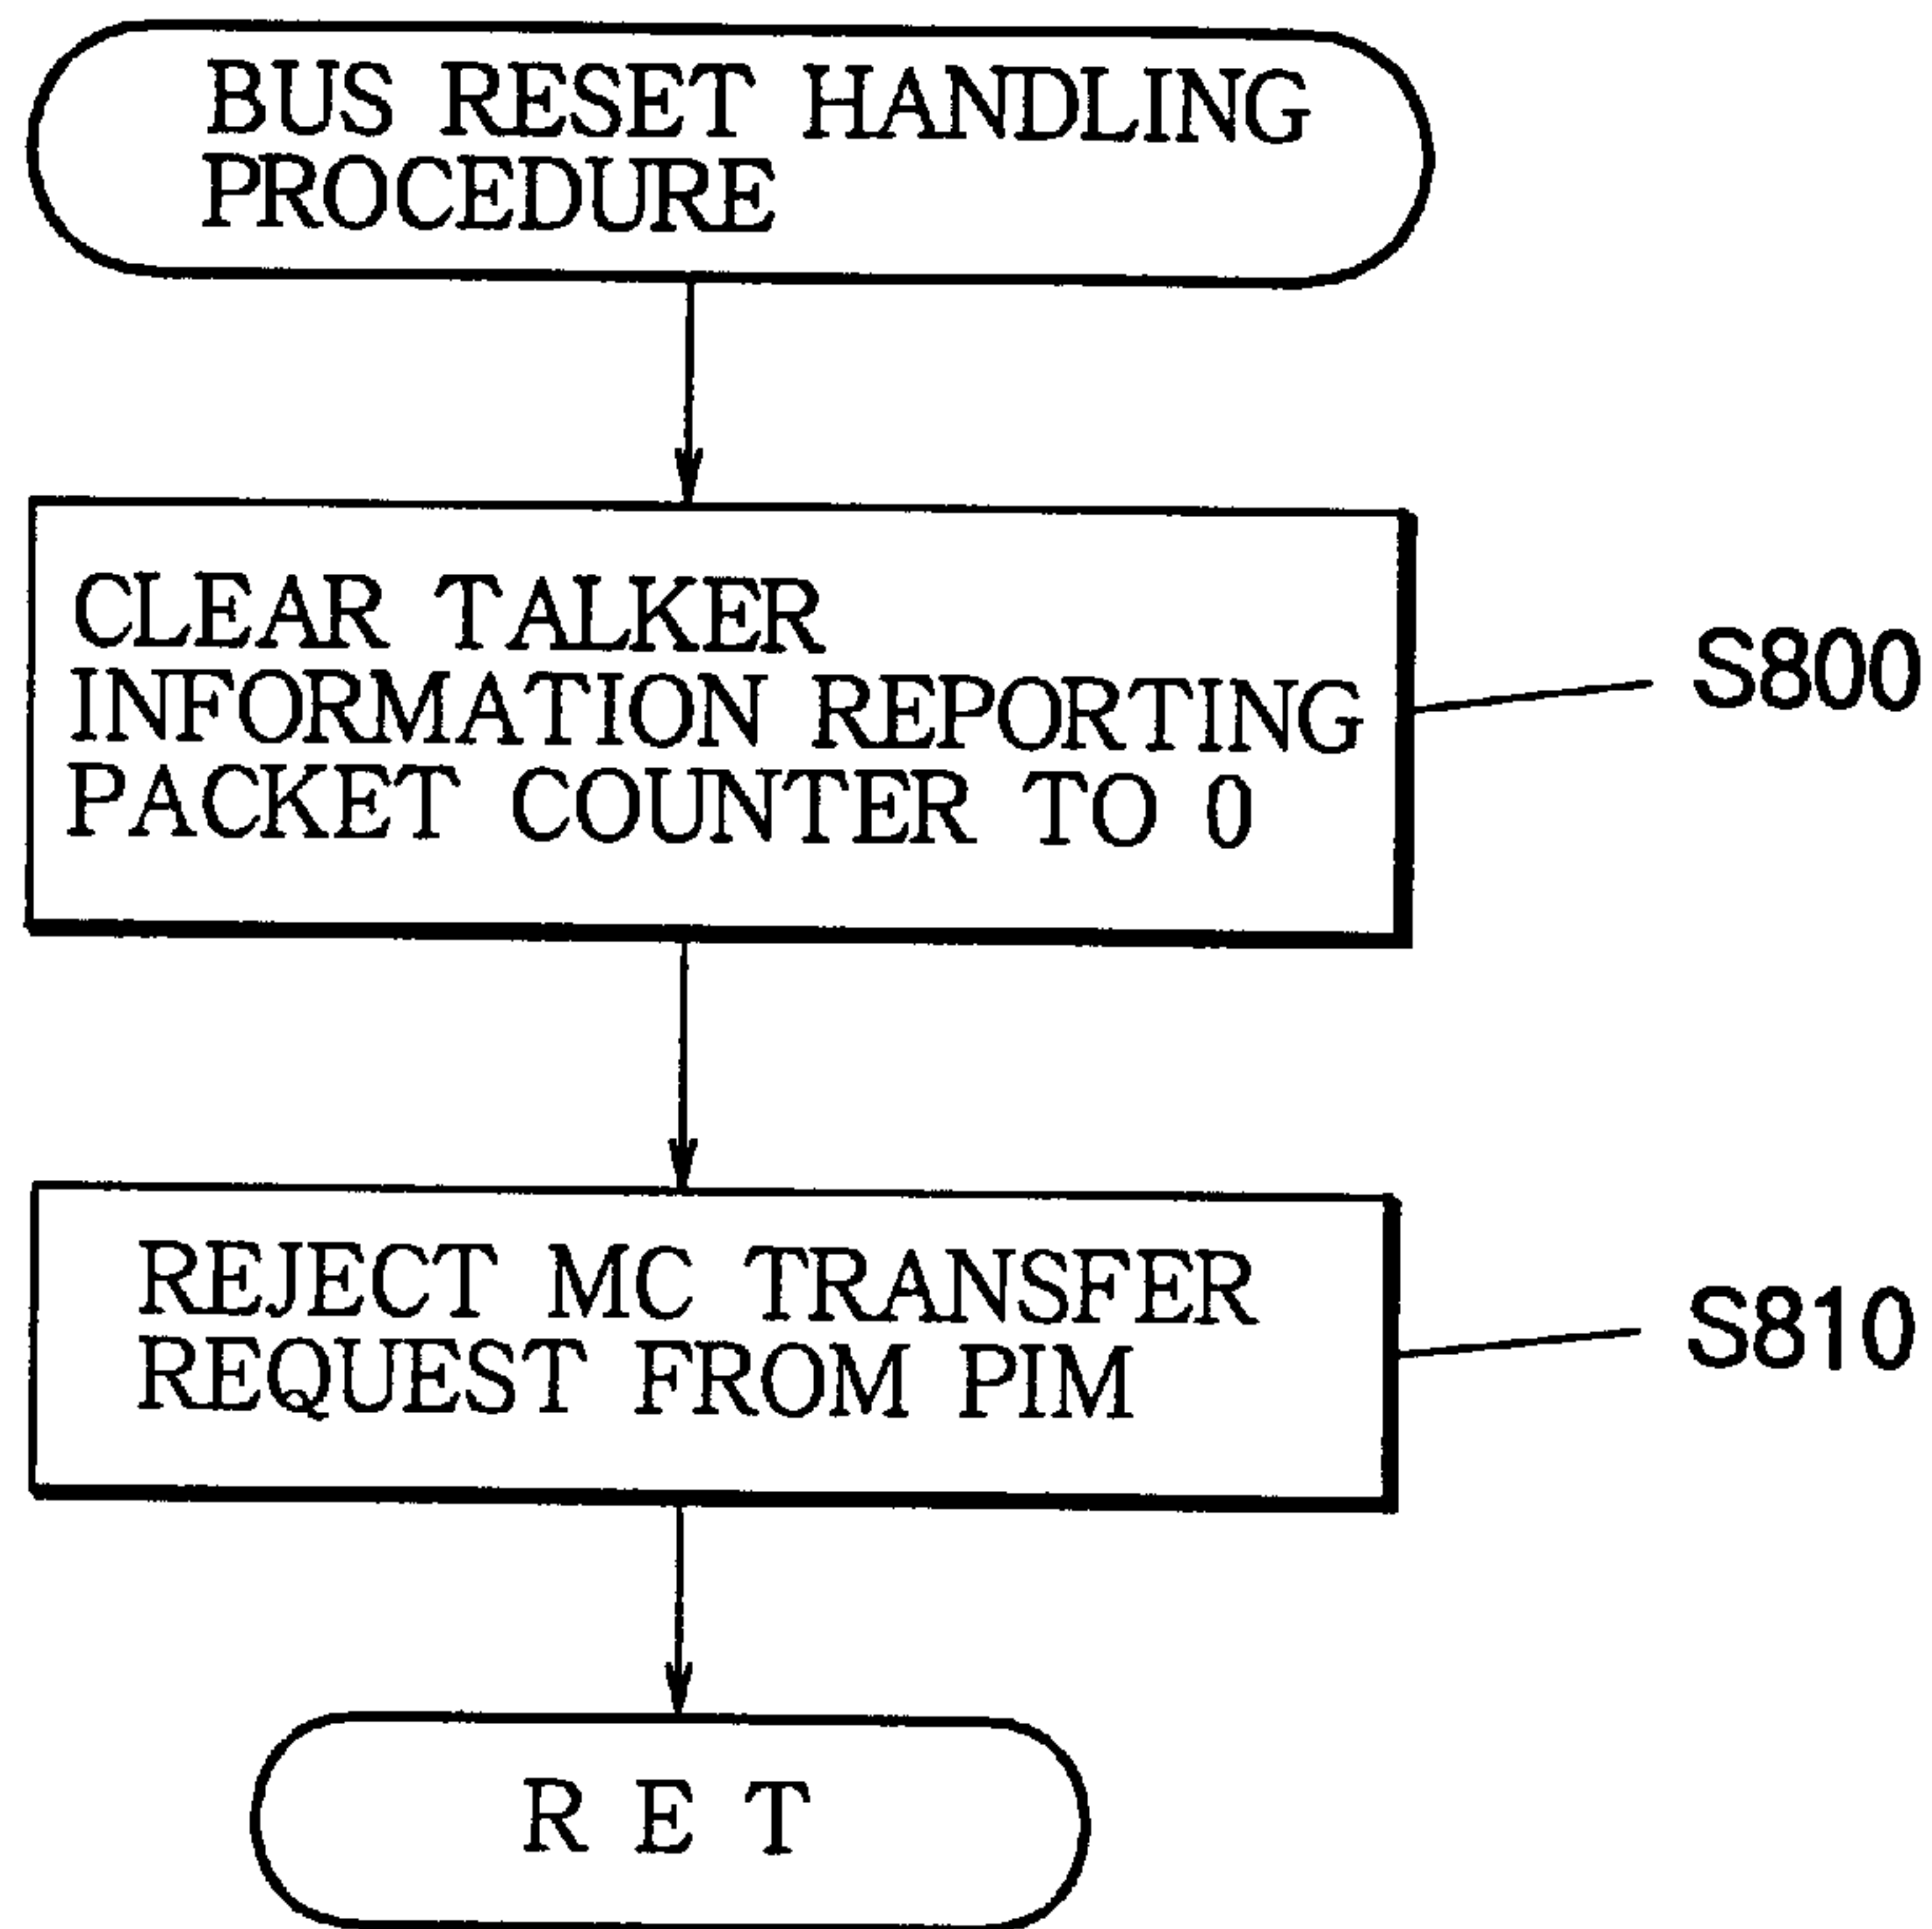 BUS RESET HANDLING
PROCEDURE
CLEAR TALKER
INFORMATION REPORTING
PACKET COUNTER TO 0
S800
REJECT MC TRANSFER
REQUEST FROM PIM
S810
RET